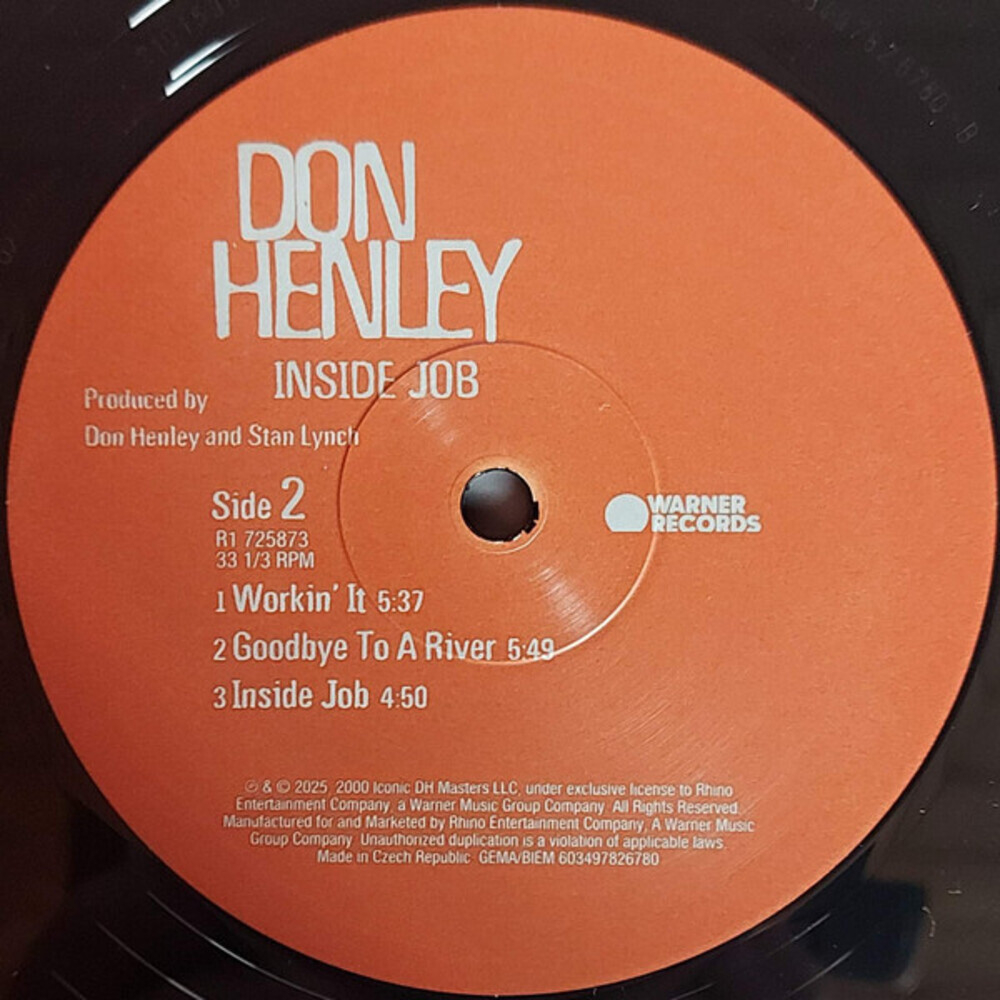 DON
HENLEY
INSIDE JOB
Produced by
Don Henley and Stan Lynch
Side 2
R1 725873
33 1/3 RPM
WARNER
RECORDS
1 Workin' It 5:37
2 Goodbye To A River 5:49
3 Inside Job 4:50
℗ & © 2025, 2000 Iconic DH Masters LLC, under exclusive license to Rhino
Entertainment Company, a Warner Music Group Company. All Rights Reserved.
Manufactured for and Marketed by Rhino Entertainment Company, A Warner Music
Group Company. Unauthorized duplication is a violation of applicable laws.
Made in Czech Republic. GEMA/BIEM 603497826780